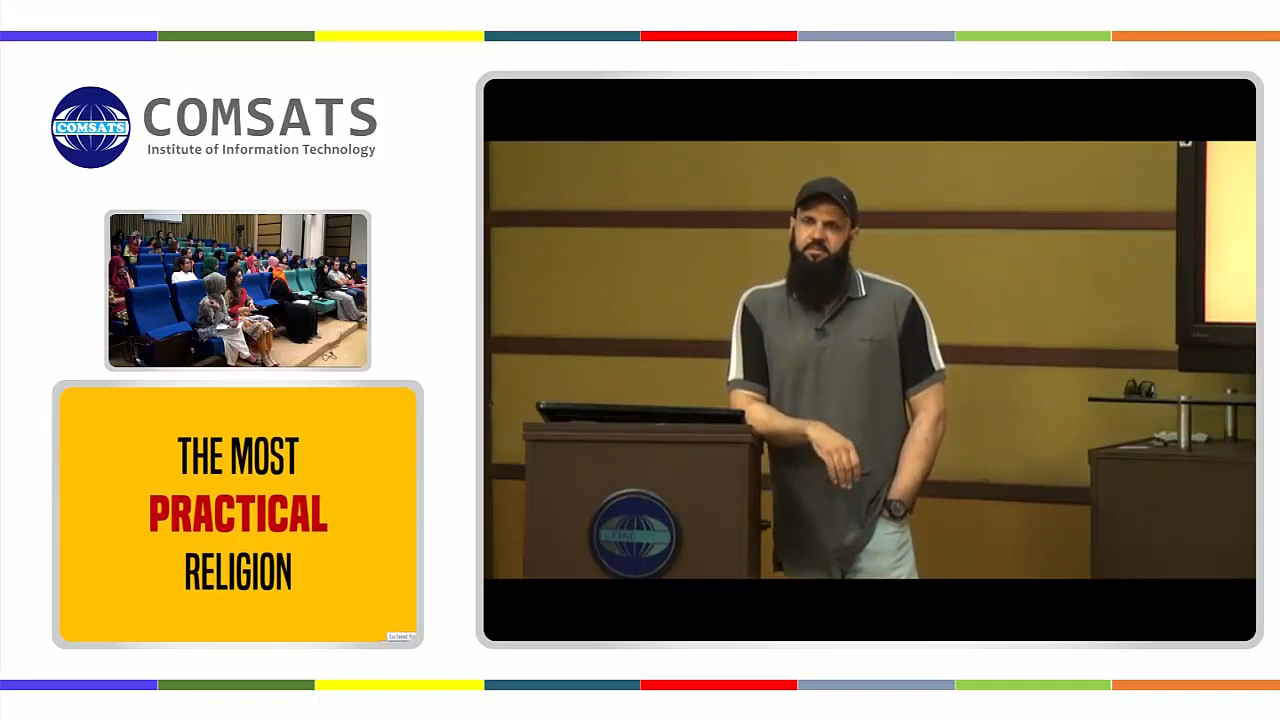 COMSATS
COMSATS
Institute of Information Technology
THE MOST
PRACTICAL
RELIGION